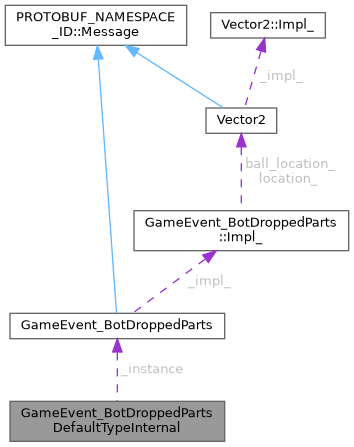 PROTOBUF_NAMESPACE
_ID::Message
Vector2::Impl_
_impl_
Vector2
ball_location_
location_
GameEvent_BotDroppedParts
::Impl_
_impl_
GameEvent_BotDroppedParts
_instance
GameEvent_BotDroppedParts
DefaultTypeInternal